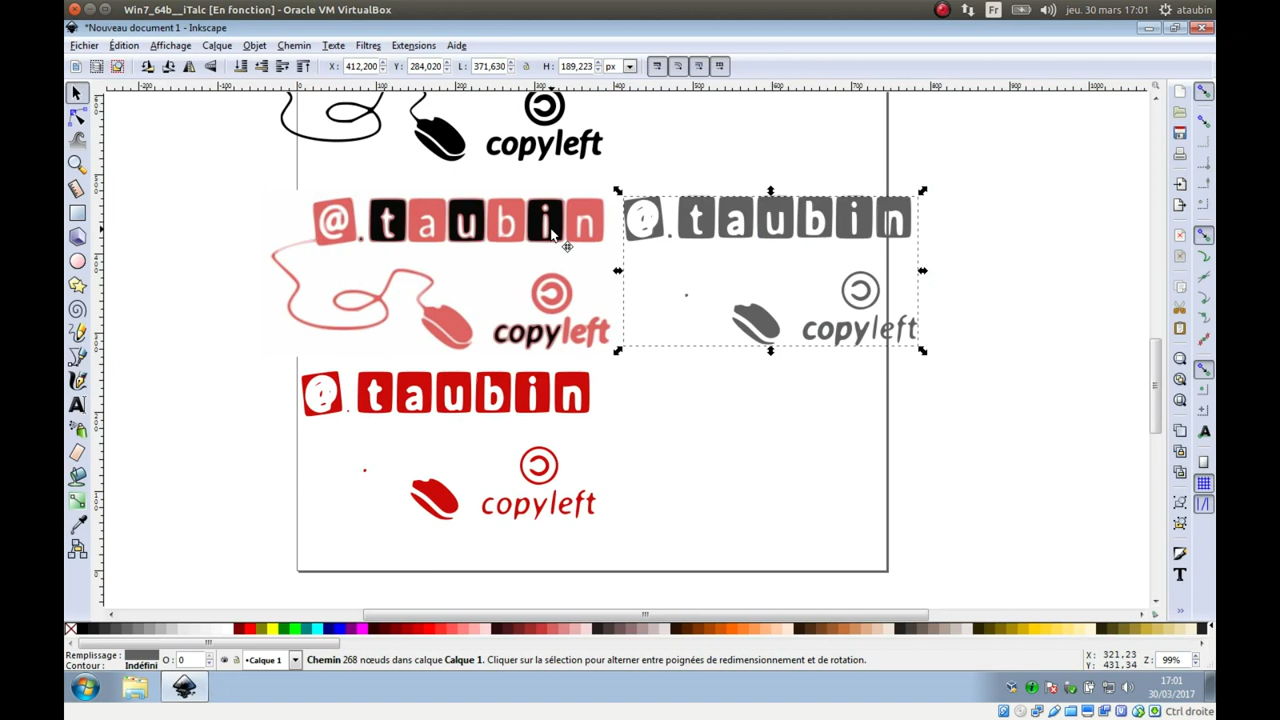 Win7_64b__iTalc [En fonction] - Oracle VM VirtualBox
Fr
jeu. 30 mars 17:01
ataubin
*Nouveau document 1 - Inkscape
Fichier Édition Affichage Calque Objet Chemin Texte Filtres Extensions Aide
X: 412,200 Y: 284,020 L: 371,630 H: 189,223 px
copyleft
@.taubin
@.taubin
copyleft
copyleft
@.taubin
copyleft
Remplissage:
Contour: Indéfini
O: 0
Calque 1
Chemin 268 nœuds dans calque Calque 1. Cliquer sur la sélection pour alterner entre poignées de redimensionnement et de rotation.
X: 321,23
Y: 431,34
Z: 99%
17:01
30/03/2017
Ctrl droite